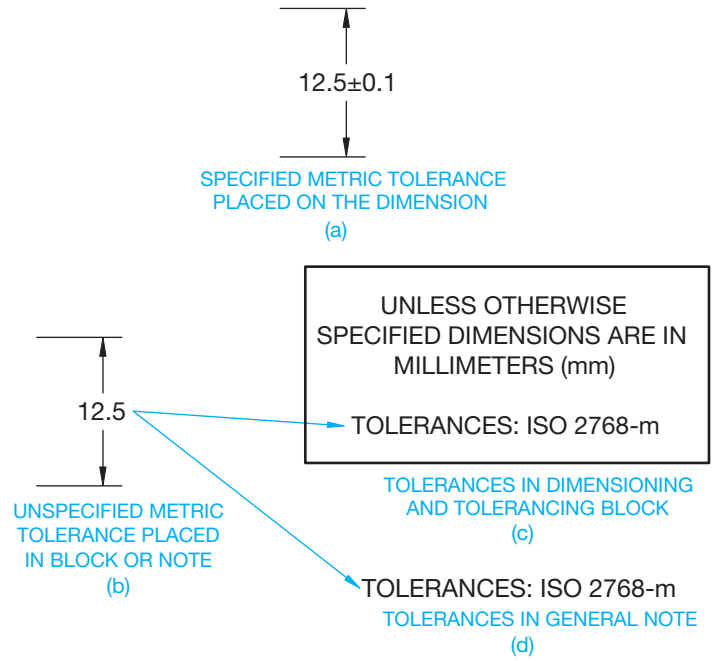 12.5±0.1
SPECIFIED METRIC TOLERANCE
PLACED ON THE DIMENSION
(a)
UNLESS OTHERWISE
SPECIFIED DIMENSIONS ARE IN
MILLIMETERS (mm)
TOLERANCES: ISO 2768-m
12.5
UNSPECIFIED METRIC
TOLERANCE PLACED
IN BLOCK OR NOTE
(b)
TOLERANCES IN DIMENSIONING
AND TOLERANCING BLOCK
(c)
TOLERANCES: ISO 2768-m
TOLERANCES IN GENERAL NOTE
(d)